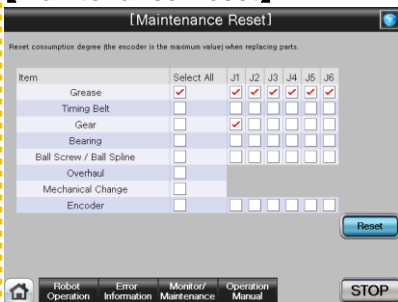 [Maintenance Reset]
Reset consumption degree (the encoder is the maximum value) when replacing parts.
Item Select All J1 J2 J3 J4 J5 J6
Grease
Timing Belt
Gear
Bearing
Ball Screw / Ball Spline
Overhaul
Mechanical Change
Encoder
Reset
Robot Operation Error Information Monitor/ Maintenance Operation Manual STOP